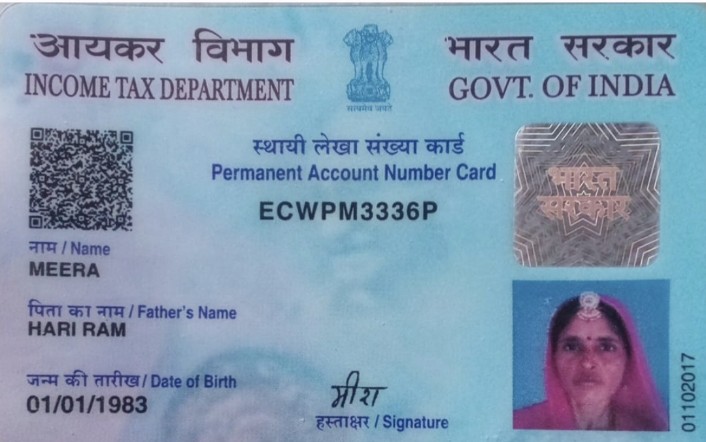 आयकर विभाग
INCOME TAX DEPARTMENT
सत्यमेव जयते
भारत सरकार
GOVT. OF INDIA
स्थायी लेखा संख्या कार्ड
Permanent Account Number Card
ECWPM3336P
भारत
सरकार
नाम / Name
MEERA
पिता का नाम / Father's Name
HARI RAM
जन्म की तारीख / Date of Birth
01/01/1983
मीरा
हस्ताक्षर / Signature
01102017